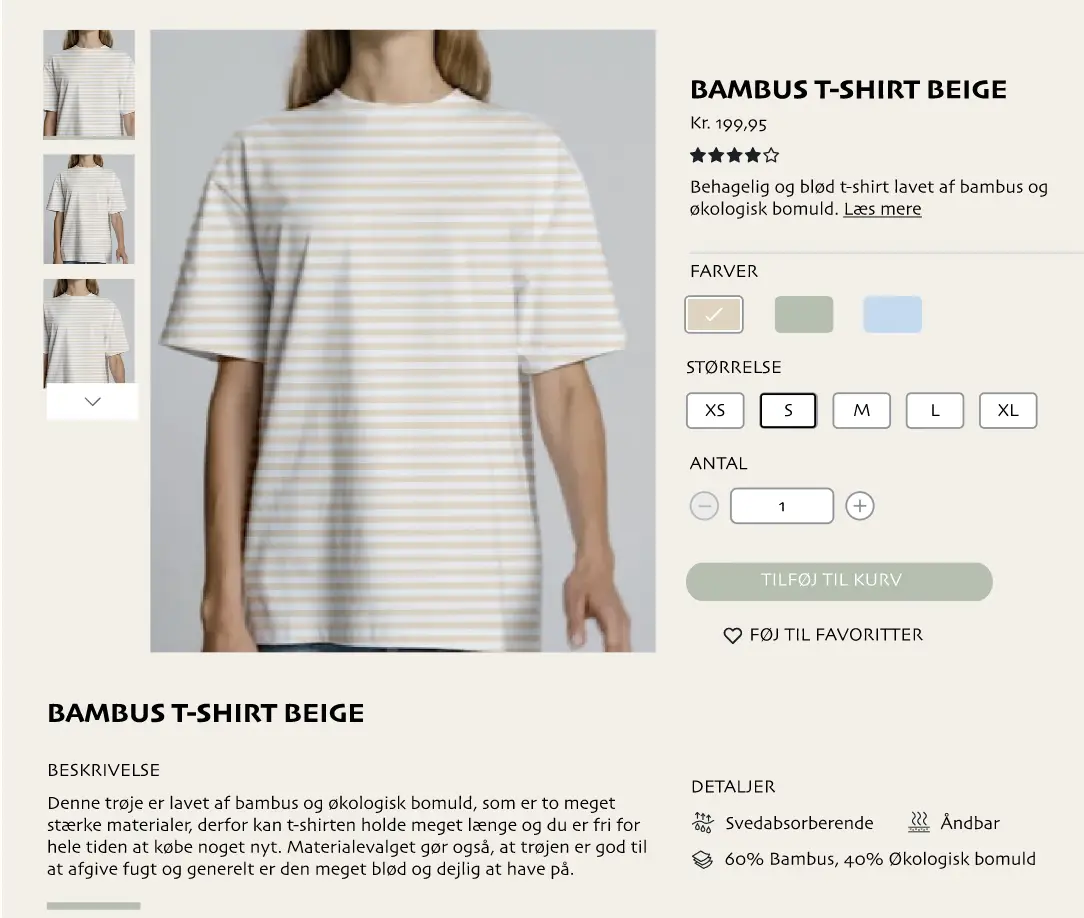 BAMBUS T-SHIRT BEIGE
Kr. 199,95
Behagelig og blød t-shirt lavet af bambus og
økologisk bomuld. Læs mere
FARVER
STØRRELSE
XS S M L XL
ANTAL
1
TILFØJ TIL KURV
FØJ TIL FAVORITTER
BAMBUS T-SHIRT BEIGE
BESKRIVELSE
Denne trøje er lavet af bambus og økologisk bomuld, som er to meget
stærke materialer, derfor kan t-shirten holde meget længe og du er fri for
hele tiden at købe noget nyt. Materialevalget gør også, at trøjen er god til
at afgive fugt og generelt er den meget blød og dejlig at have på.
DETALJER
Svedabsorberende Åndbar
60% Bambus, 40% Økologisk bomuld